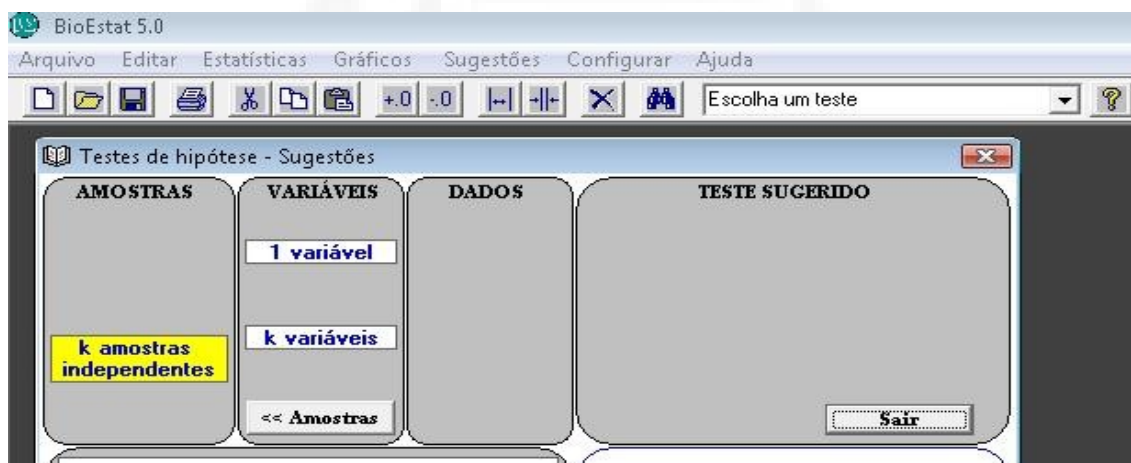 BioEstat 5.0
Arquivo Editar Estatísticas Gráficos Sugestões Configurar Ajuda
+.0 -.0 Escolha um teste ?
Testes de hipótese - Sugestões
AMOSTRAS VARIÁVEIS DADOS TESTE SUGERIDO
1 variável
k amostras
independentes
k variáveis
<< Amostras
Sair